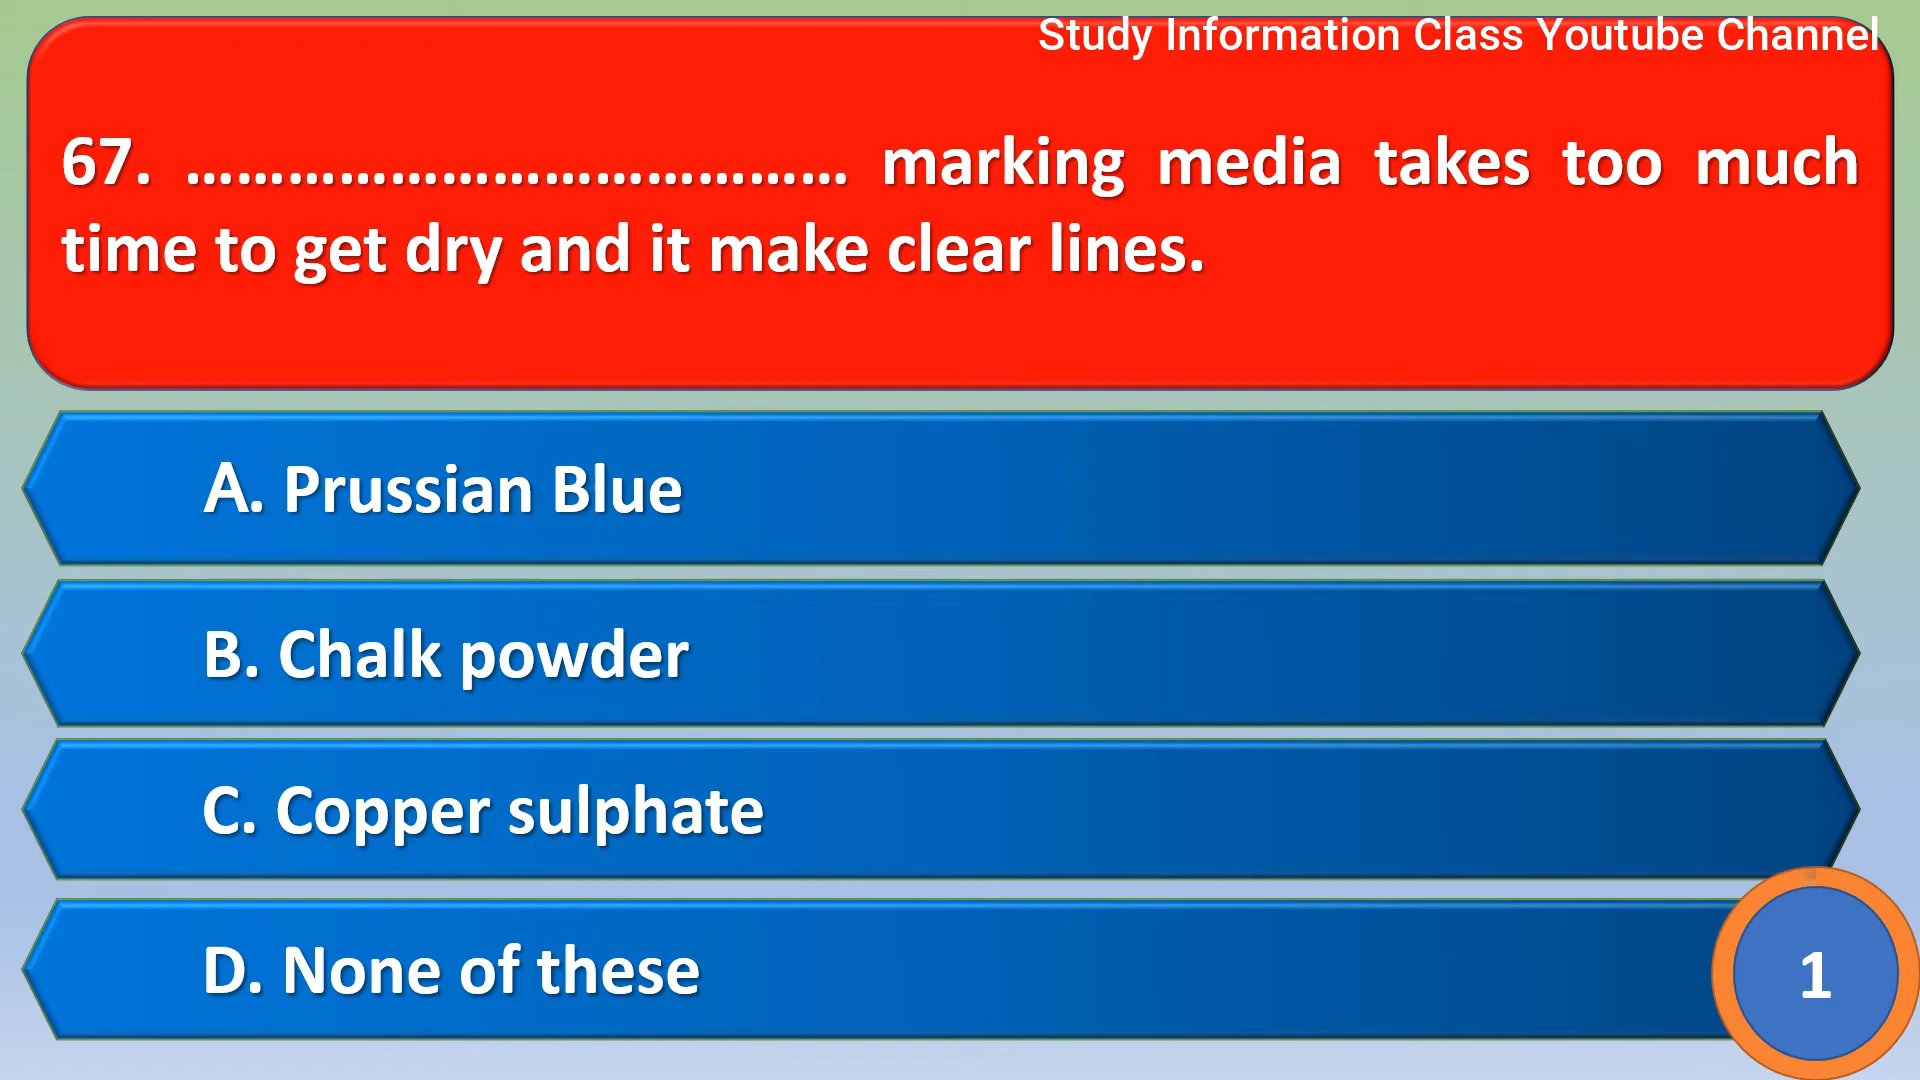 Study Information Class Youtube Channel
67. ………………………………… marking media takes too much
time to get dry and it make clear lines.
A. Prussian Blue
B. Chalk powder
C. Copper sulphate
D. None of these
1